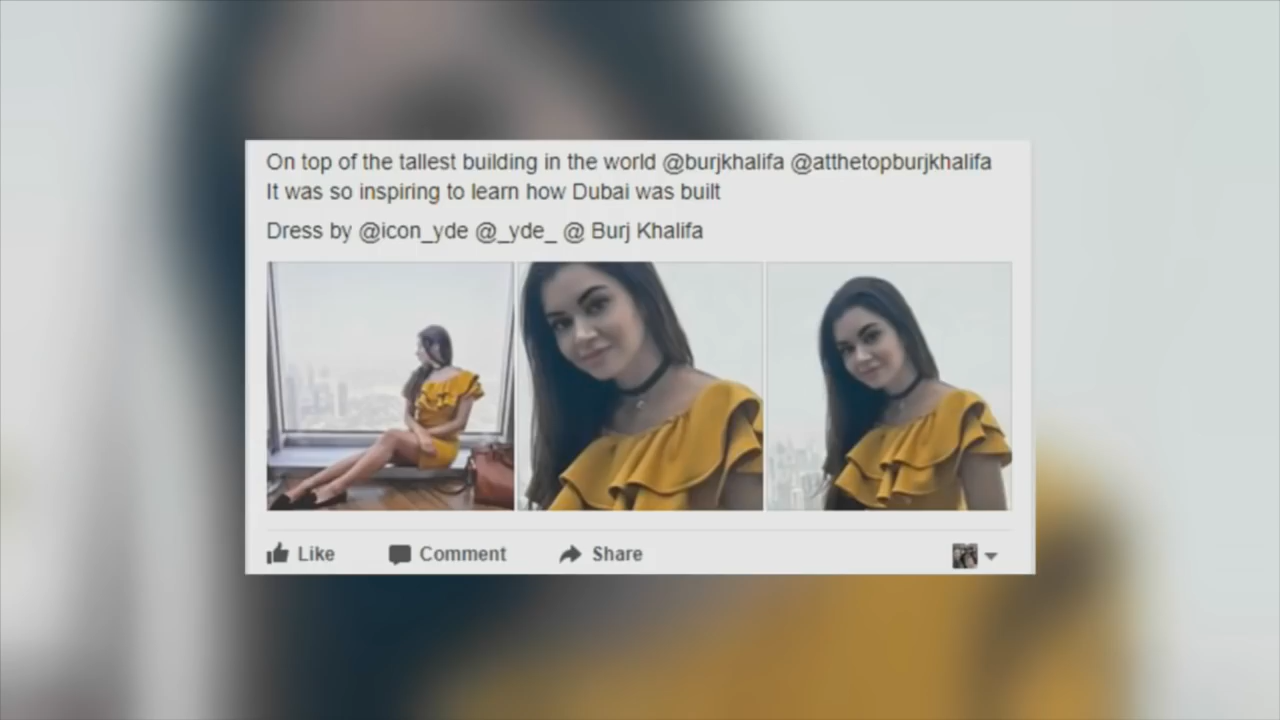 On top of the tallest building in the world @burjkhalifa @atthetopburjkhalifa
It was so inspiring to learn how Dubai was built
Dress by @icon_yde @_yde_ @ Burj Khalifa
Like Comment Share